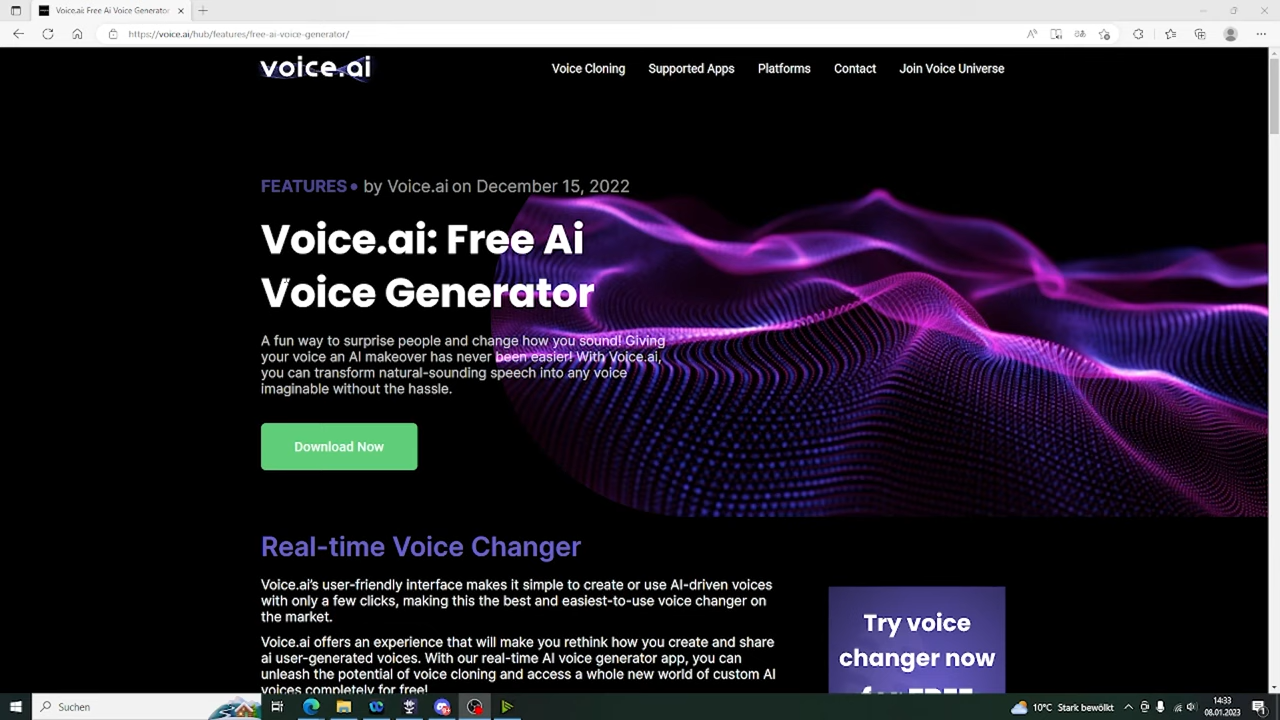 Voice.ai: Free Ai Voice Generator
https://voice.ai/hub/features/free-ai-voice-generator/
voice.ai
Voice Cloning
Supported Apps
Platforms
Contact
Join Voice Universe
FEATURES • by Voice.ai on December 15, 2022
Voice.ai: Free Ai
Voice Generator
A fun way to surprise people and change how you sound! Giving
your voice an AI makeover has never been easier! With Voice.ai,
you can transform natural-sounding speech into any voice
imaginable without the hassle.
Download Now
Real-time Voice Changer
Voice.ai's user-friendly interface makes it simple to create or use AI-driven voices
with only a few clicks, making this the best and easiest-to-use voice changer on
the market.
Voice.ai offers an experience that will make you rethink how you create and share
ai user-generated voices. With our real-time AI voice generator app, you can
unleash the potential of voice cloning and access a whole new world of custom AI
voices completely for free!
Try voice
changer now
for FREE
Suchen
10°C Stark bewölkt
14:33
08.01.2023